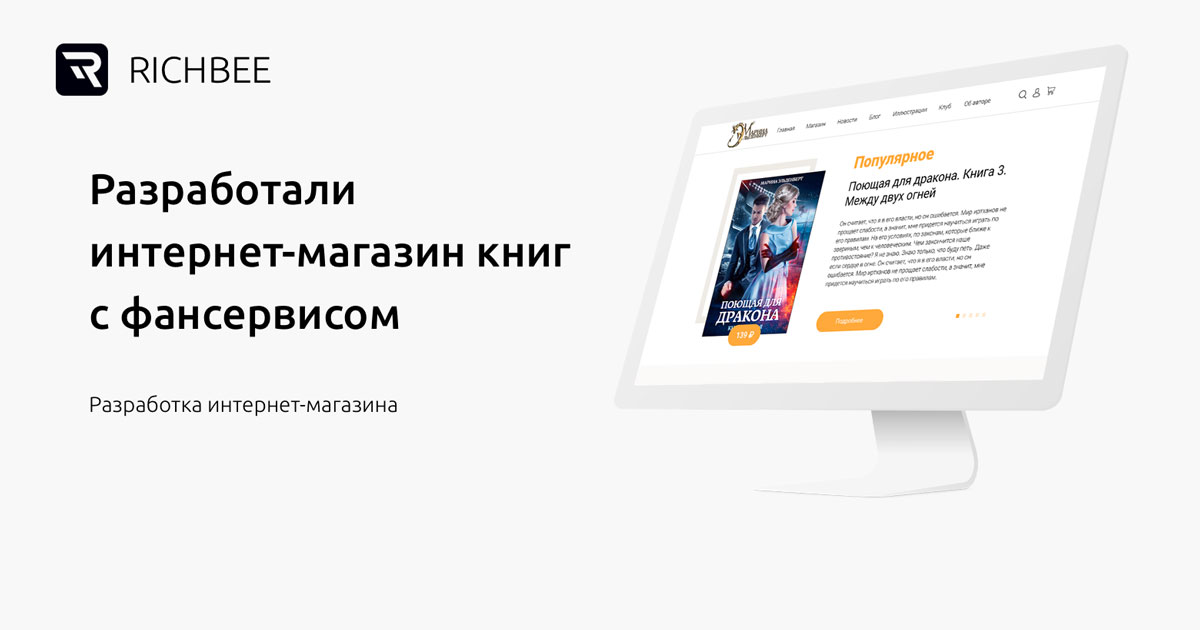 RICHBEE
Разработали
интернет-магазин книг
с фансервисом
Разработка интернет-магазина
Главная Магазин Новости Блог Иллюстрации Клуб Об авторе
Популярное
Поющая для дракона. Книга 3.
Между двух огней
Он считает, что я в его власти, но он ошибается. Мир иртханов не
прощает слабости, а значит, мне придется научиться играть по
его правилам. На его условиях, по законам, которые ближе к
звериным, чем к человеческим. Чем закончится наше
противостояние? Я не знаю. Знаю только, что буду петь. Даже
если сердце в огне. Он считает, что я в его власти, но он
ошибается. Мир иртханов не прощает слабости, а значит, мне
придется научиться играть по его правилам.
МАРИНА ЭЛЬДЕНБЕРТ
ПОЮЩАЯ ДЛЯ
ДРАКОНА
139 ₽
Подробнее